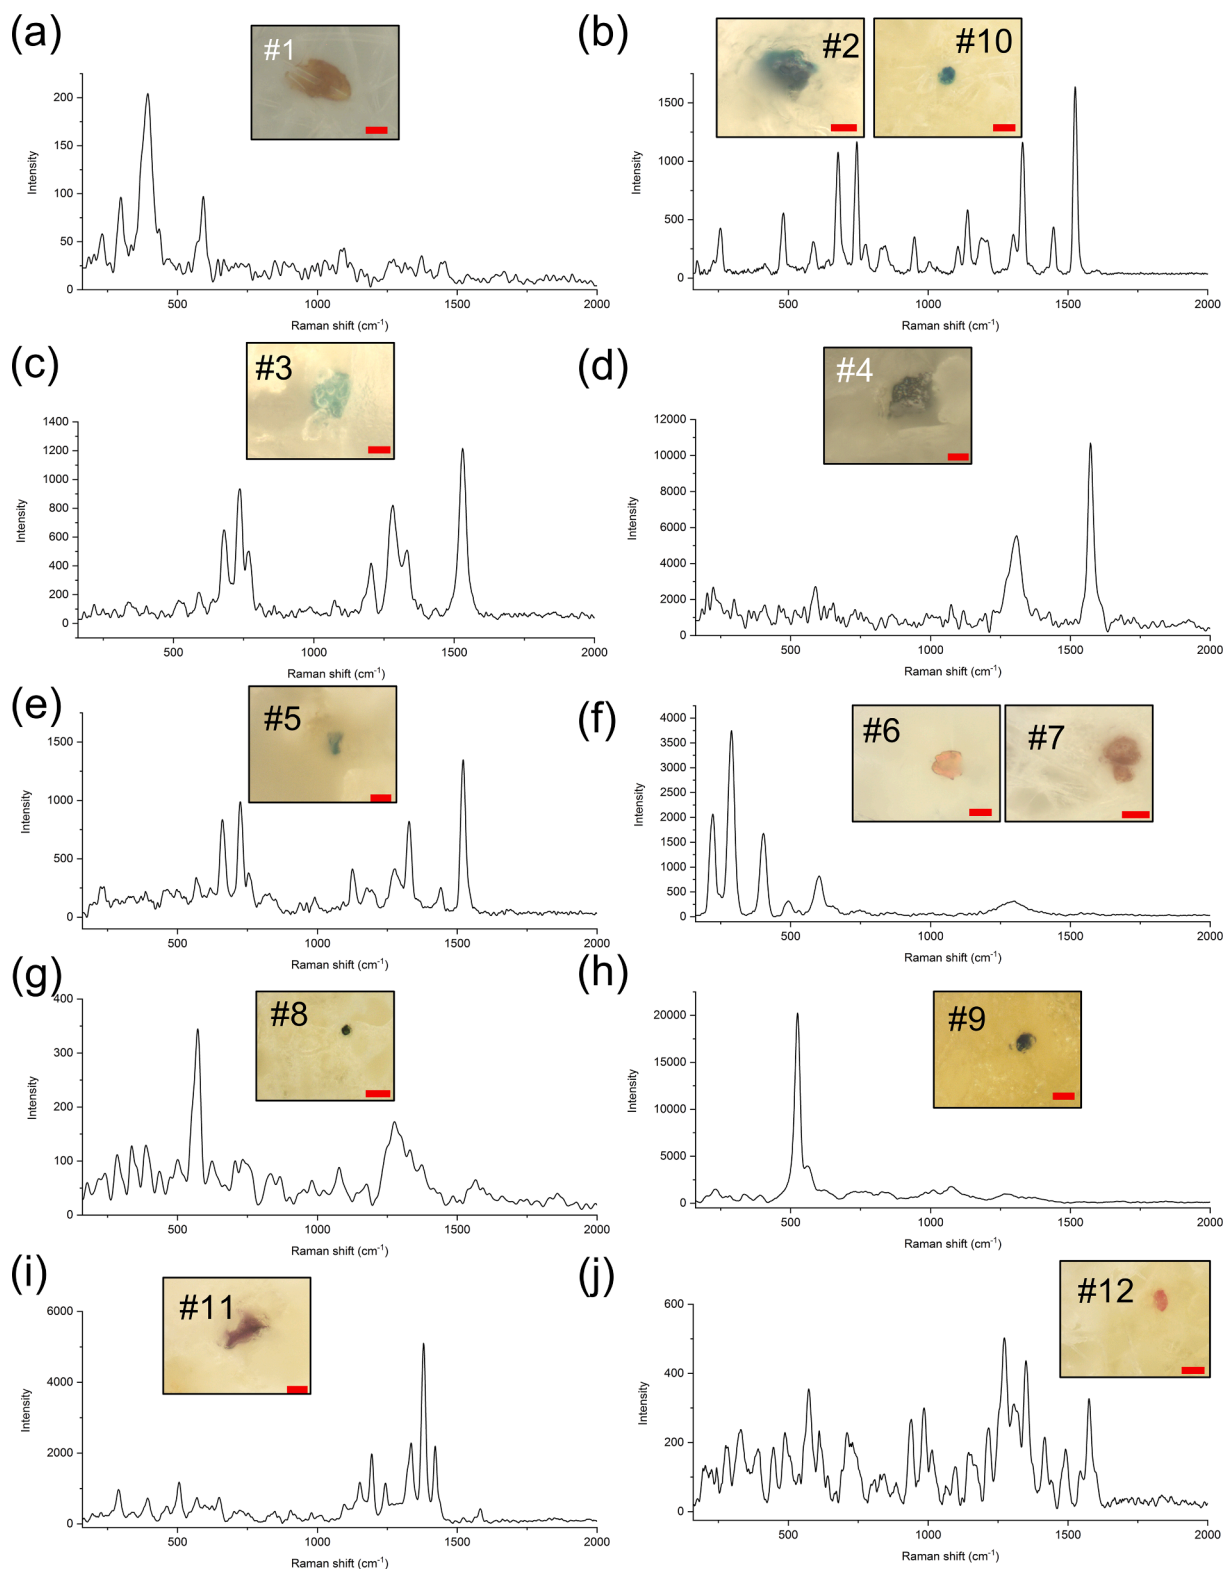 (a)
#1
200
150
100
50
0
Intensity
500 1000 1500 2000
Raman shift (cm-1)
(b)
#2
#10
1500
1000
500
0
Intensity
500 1000 1500 2000
Raman shift (cm-1)
(c)
#3
1400
1200
1000
800
600
400
200
0
Intensity
500 1000 1500 2000
Raman shift (cm-1)
(d)
#4
12000
10000
8000
6000
4000
2000
0
Intensity
500 1000 1500 2000
Raman shift (cm-1)
(e)
#5
1500
1000
500
0
Intensity
500 1000 1500 2000
Raman shift (cm-1)
(f)
#6
#7
4000
3500
3000
2500
2000
1500
1000
500
0
Intensity
500 1000 1500 2000
Raman shift (cm-1)
(g)
#8
400
300
200
100
0
Intensity
500 1000 1500 2000
Raman shift (cm-1)
(h)
#9
20000
15000
10000
5000
0
Intensity
500 1000 1500 2000
Raman shift (cm-1)
(i)
#11
6000
4000
2000
0
Intensity
500 1000 1500 2000
Raman shift (cm-1)
(j)
#12
600
400
200
0
Intensity
500 1000 1500 2000
Raman shift (cm-1)